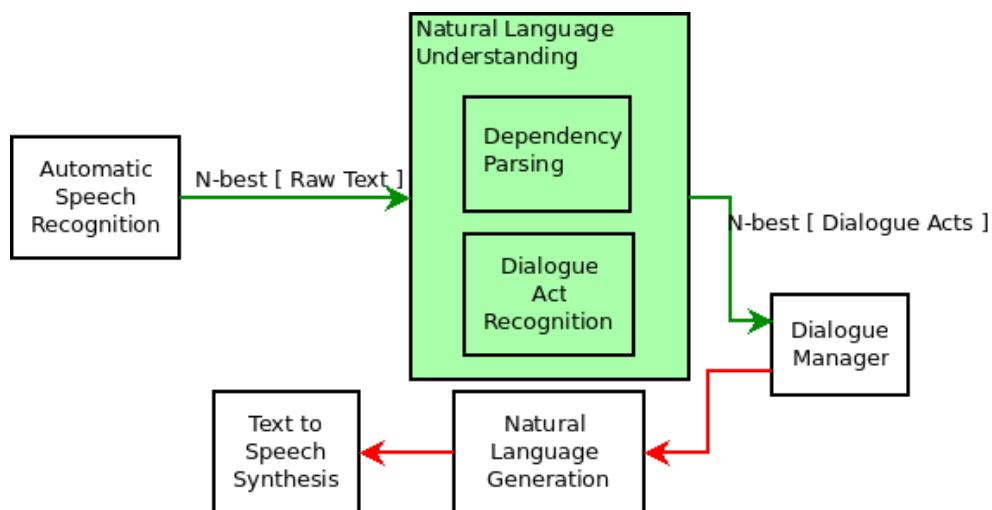 Natural Language
Understanding
Dependency
Parsing
Automatic
Speech
Recognition
N-best [ Raw Text ]
N-best [ Dialogue Acts ]
Dialogue
Act
Recognition
Dialogue
Manager
Text to
Speech
Synthesis
Natural
Language
Generation